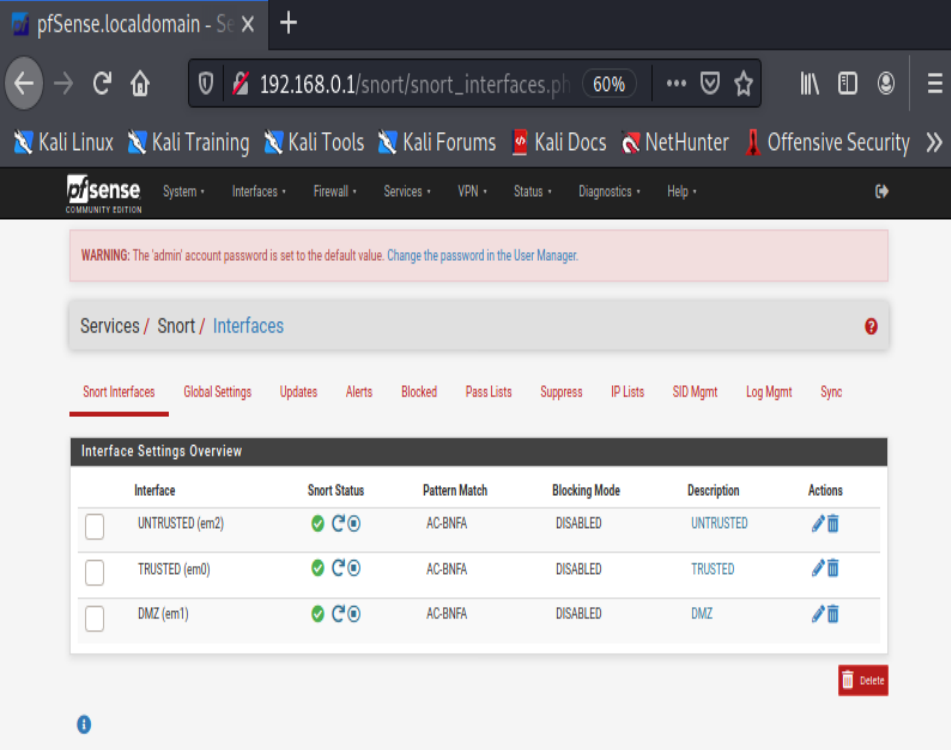 pfSense.localdomain - Se
192.168.0.1/snort/snort_interfaces.ph 60%
Kali Linux Kali Training Kali Tools Kali Forums Kali Docs NetHunter Offensive Security
pfsense System Interfaces Firewall Services VPN Status Diagnostics Help
COMMUNITY EDITION
WARNING: The 'admin' account password is set to the default value. Change the password in the User Manager.
Services / Snort / Interfaces
Snort Interfaces Global Settings Updates Alerts Blocked Pass Lists Suppress IP Lists SID Mgmt Log Mgmt Sync
Interface Settings Overview
Interface Snort Status Pattern Match Blocking Mode Description Actions
UNTRUSTED (em2) AC-BNFA DISABLED UNTRUSTED
TRUSTED (em0) AC-BNFA DISABLED TRUSTED
DMZ (em1) AC-BNFA DISABLED DMZ
Delete